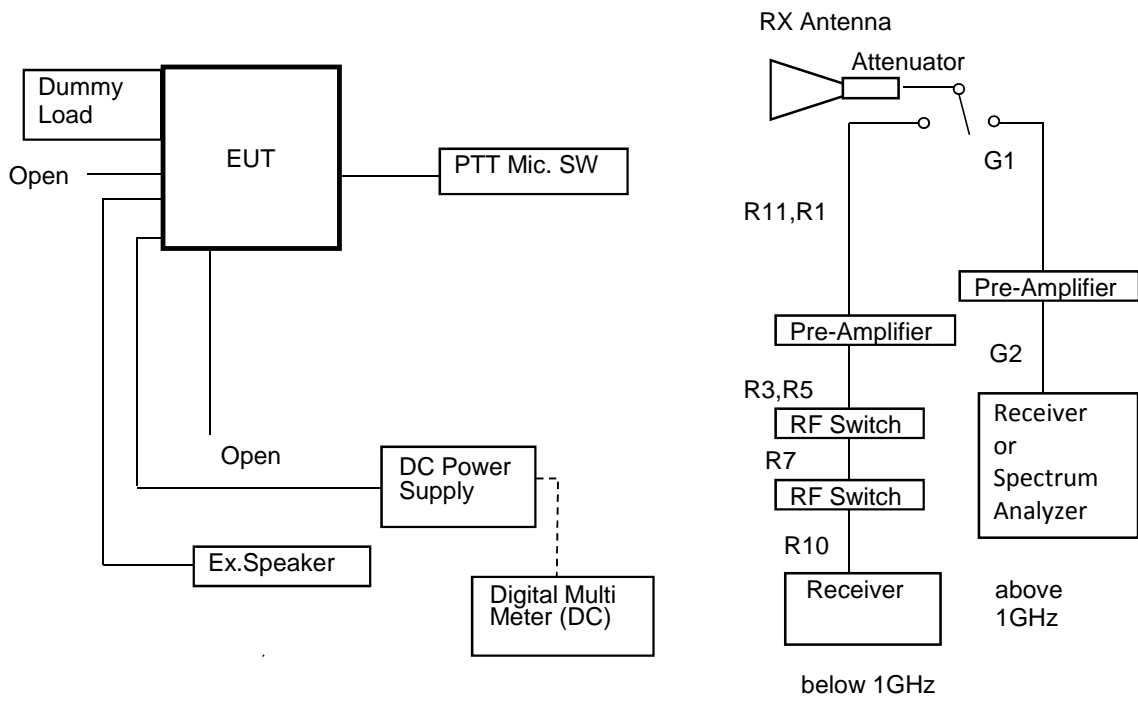 Dummy
Load
EUT
Open
PTT Mic. SW
Open
DC Power
Supply
Ex.Speaker
Digital Multi
Meter (DC)
RX Antenna
Attenuator
G1
R11,R1
Pre-Amplifier
Pre-Amplifier
G2
R3,R5
RF Switch
R7
RF Switch
R10
Receiver
below 1GHz
Receiver
or
Spectrum
Analyzer
above
1GHz